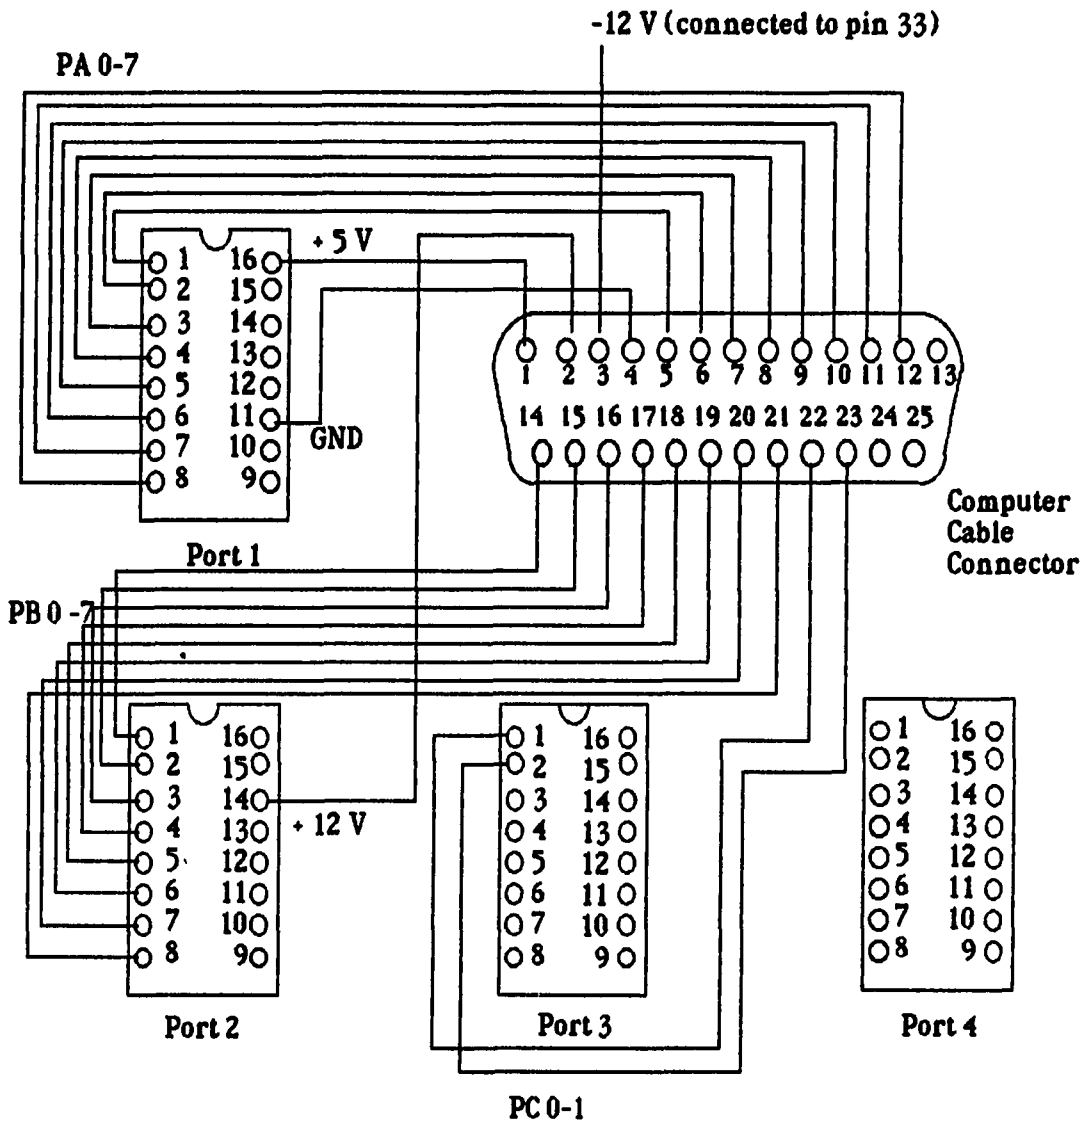 -12 V (connected to pin 33)
PA 0-7
+ 5 V
1 16
2 15
3 14
4 13
5 12
6 11
7 10
8 9
GND
Port 1
1 2 3 4 5 6 7 8 9 10 11 12 13
14 15 16 17 18 19 20 21 22 23 24 25
Computer
Cable
Connector
PB 0 -7
1 16
2 15
3 14
4 13
5 12
6 11
7 10
8 9
+ 12 V
Port 2
1 16
2 15
3 14
4 13
5 12
6 11
7 10
8 9
Port 3
1 16
2 15
3 14
4 13
5 12
6 11
7 10
8 9
Port 4
PC 0-1